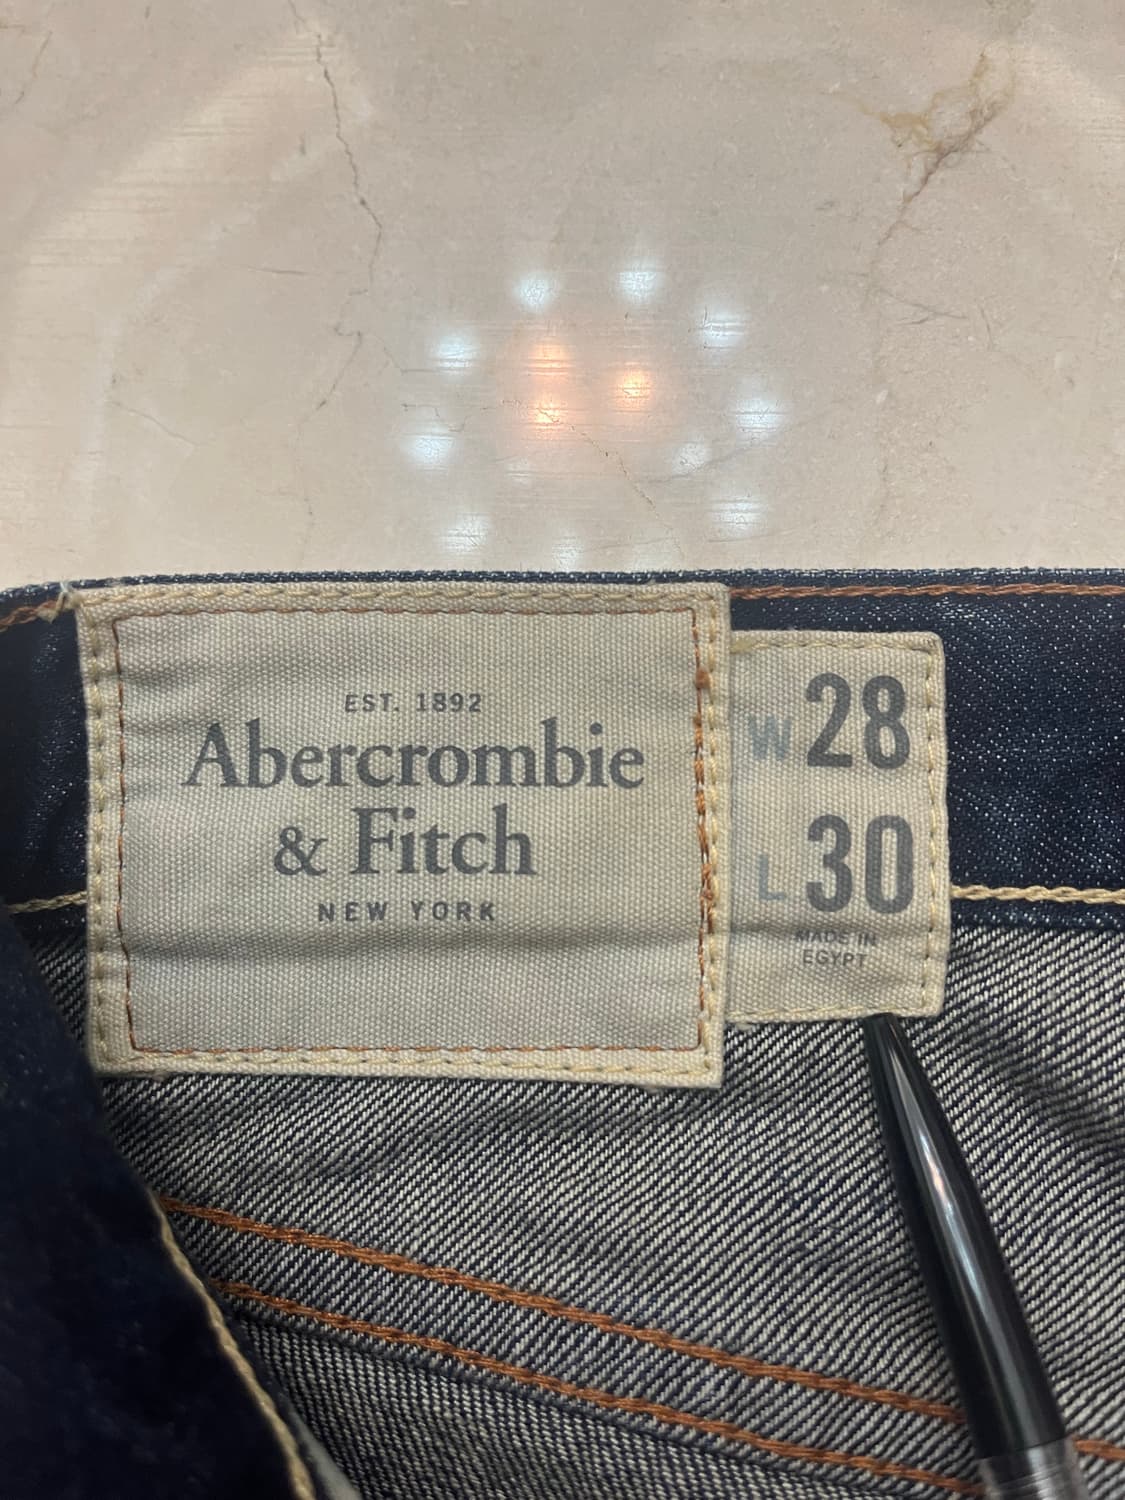 EST. 1892
Abercrombie
& Fitch
NEW YORK
W 28
L 30
MADE IN
EGYPT